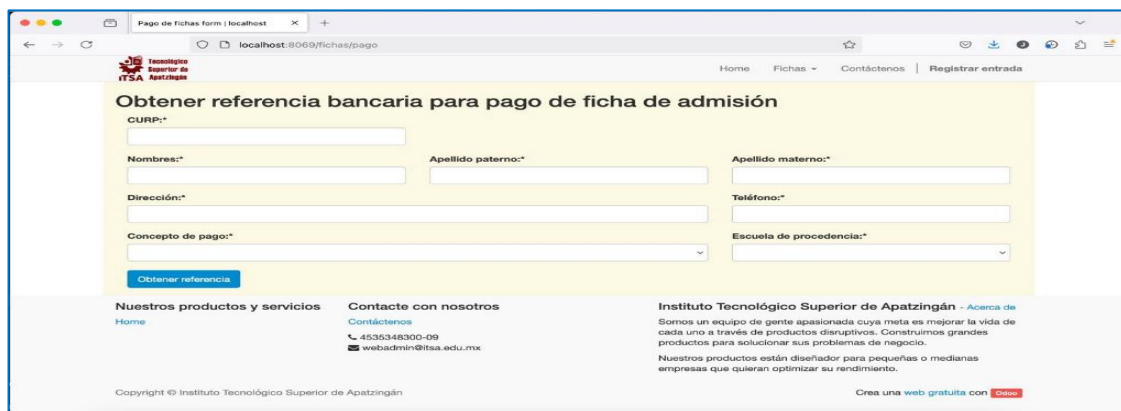 Pago de fichas form | localhost
localhost:8069/fichas/pago
Tecnológico
Superior de
ITSA Apatzingán
Home Fichas Contáctenos | Registrar entrada
Obtener referencia bancaria para pago de ficha de admisión
CURP:*
Nombres:* Apellido paterno:* Apellido materno:*
Dirección:* Teléfono:*
Concepto de pago:* Escuela de procedencia:*
Obtener referencia
Nuestros productos y servicios
Home
Contacte con nosotros
Contáctenos
4535348300-09
webadmin@itsa.edu.mx
Instituto Tecnológico Superior de Apatzingán - Acerca de
Somos un equipo de gente apasionada cuya meta es mejorar la vida de
cada uno a través de productos disruptivos. Construimos grandes
productos para solucionar sus problemas de negocio.
Nuestros productos están diseñador para pequeñas o medianas
empresas que quieran optimizar su rendimiento.
Copyright © Instituto Tecnológico Superior de Apatzingán
Crea una web gratuita con Odoo